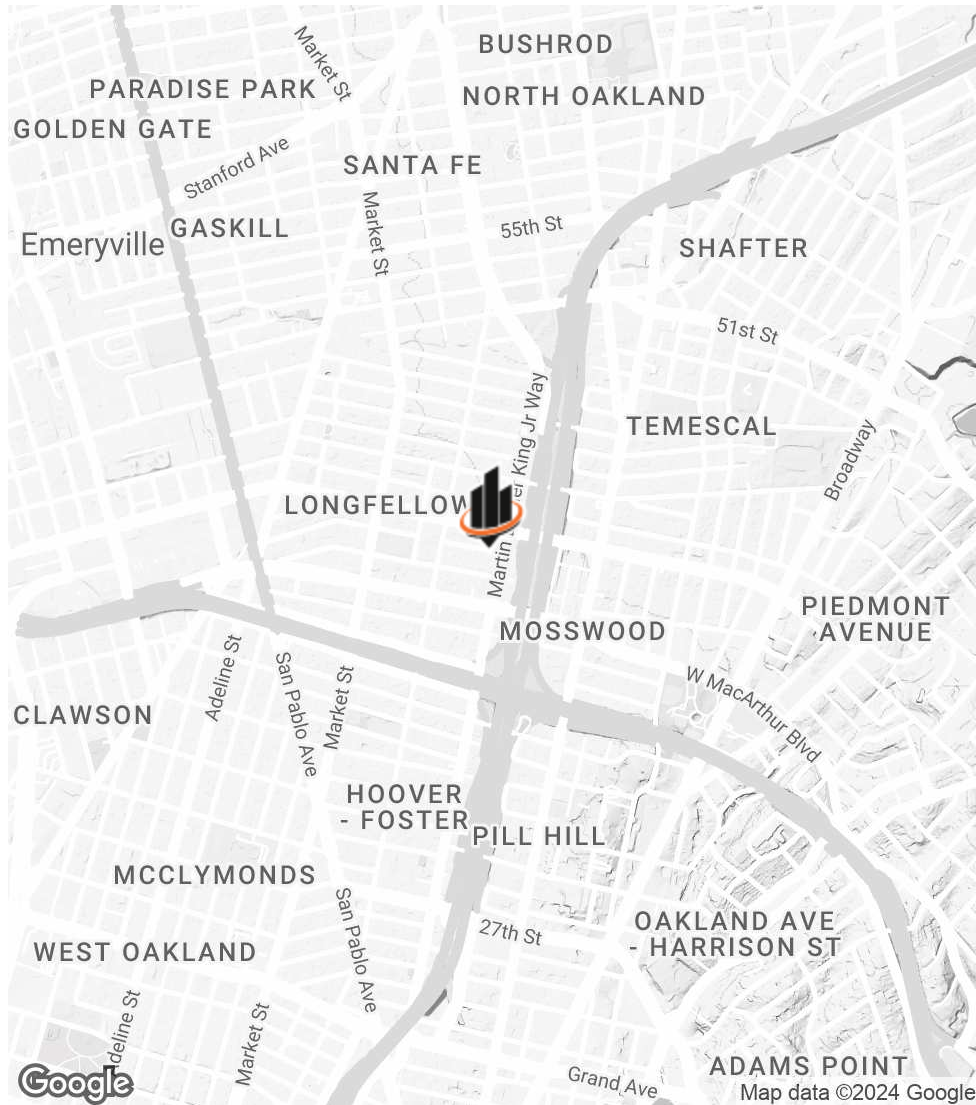 BUSHROD
Market St
PARADISE PARK
NORTH OAKLAND
GOLDEN GATE
Stanford Ave
SANTA FE
Market St
55th St
GASKILL
Emeryville
SHAFTER
51st St
Martin
er King Jr Way
TEMESCAL
Broadway
LONGFELLOW
PIEDMONT
AVENUE
MOSSWOOD
Adeline St
San Pablo Ave
Market St
W MacArthur Blvd
CLAWSON
HOOVER
- FOSTER
PILL HILL
MCCLYMONDS
San Pablo Ave
27th St
OAKLAND AVE
- HARRISON ST
WEST OAKLAND
deline St
Market St
Grand Ave
ADAMS POINT
Google
Map data ©2024 Google